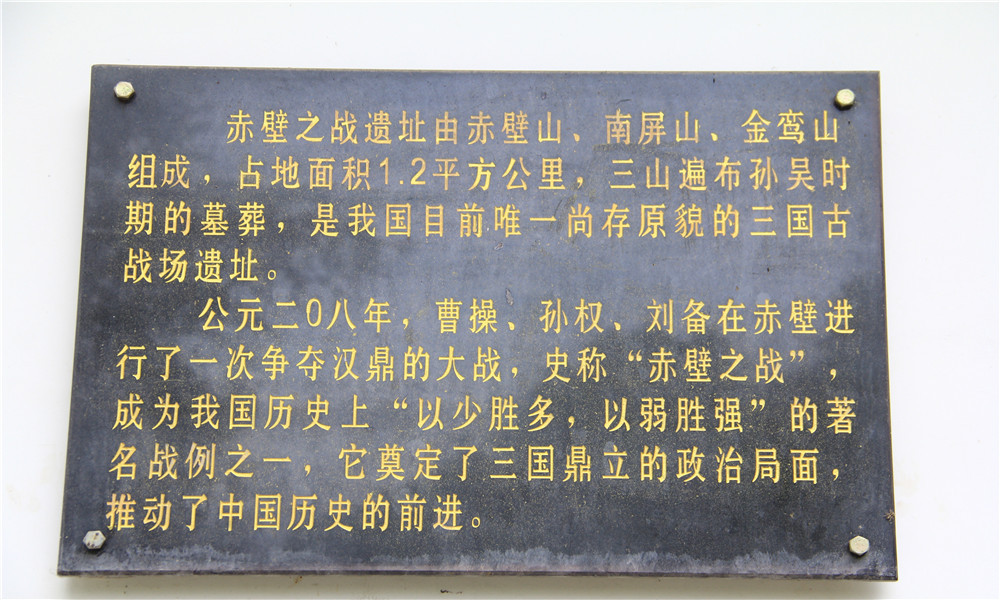 赤壁之战遗址由赤壁山、南屏山、金鸾山
组成，占地面积1.2平方公里，三山遍布孙吴时
期的墓葬，是我国目前唯一尚存原貌的三国古
战场遗址。
公元二0八年，曹操、孙权、刘备在赤壁进
行了一次争夺汉鼎的大战，史称“赤壁之战”，
成为我国历史上“以少胜多，以弱胜强”的著
名战例之一，它奠定了三国鼎立的政治局面，
推动了中国历史的前进。